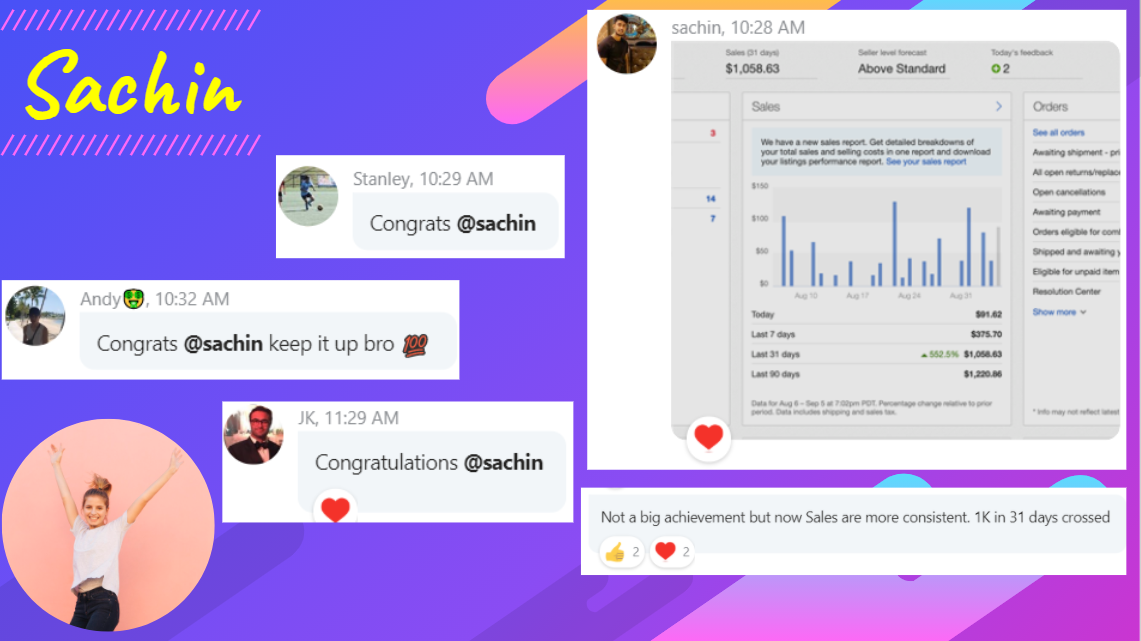 Sachin
sachin, 10:28 AM
Sales (31 days)
$1,058.63
Seller level forecast
Above Standard
Today's feedback
2
3
14
7
Sales
We have a new sales report. Get detailed breakdowns of
your total sales and selling costs in one report and download
your listings performance report. See your sales report
$150
$100
$50
$0
Aug 10
Aug 17
Aug 24
Aug 31
Today $91.62
Last 7 days $375.70
Last 31 days 552.5% $1,058.63
Last 90 days $1,220.86
Data for Aug 6 – Sep 5 at 7:02pm PDT. Percentage change relative to prior
period. Data includes shipping and sales tax.
Orders
See all orders
Awaiting shipment - pri
All open returns/replace
Open cancellations
Awaiting payment
Orders eligible for com
Shipped and awaiting y
Eligible for unpaid item
Resolution Center
Show more
* Info may not reflect latest
Stanley, 10:29 AM
Congrats @sachin
Andy🤑, 10:32 AM
Congrats @sachin keep it up bro 💯
JK, 11:29 AM
Congratulations @sachin
Not a big achievement but now Sales are more consistent. 1K in 31 days crossed
👍 2 ❤️ 2